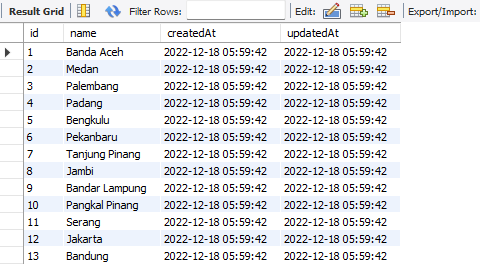 Result Grid Filter Rows: Edit: Export/Import:
id name createdAt updatedAt
1 Banda Aceh 2022-12-18 05:59:42 2022-12-18 05:59:42
2 Medan 2022-12-18 05:59:42 2022-12-18 05:59:42
3 Palembang 2022-12-18 05:59:42 2022-12-18 05:59:42
4 Padang 2022-12-18 05:59:42 2022-12-18 05:59:42
5 Bengkulu 2022-12-18 05:59:42 2022-12-18 05:59:42
6 Pekanbaru 2022-12-18 05:59:42 2022-12-18 05:59:42
7 Tanjung Pinang 2022-12-18 05:59:42 2022-12-18 05:59:42
8 Jambi 2022-12-18 05:59:42 2022-12-18 05:59:42
9 Bandar Lampung 2022-12-18 05:59:42 2022-12-18 05:59:42
10 Pangkal Pinang 2022-12-18 05:59:42 2022-12-18 05:59:42
11 Serang 2022-12-18 05:59:42 2022-12-18 05:59:42
12 Jakarta 2022-12-18 05:59:42 2022-12-18 05:59:42
13 Bandung 2022-12-18 05:59:42 2022-12-18 05:59:42